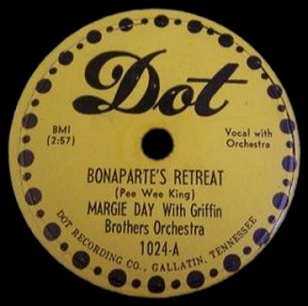 Dot
BMI
(2:57)
Vocal with
Orchestra
BONAPARTE'S RETREAT
(Pee Wee King)
MARGIE DAY With Griffin
Brothers Orchestra
1024-A
DOT RECORDING CO., GALLATIN, TENNESSEE